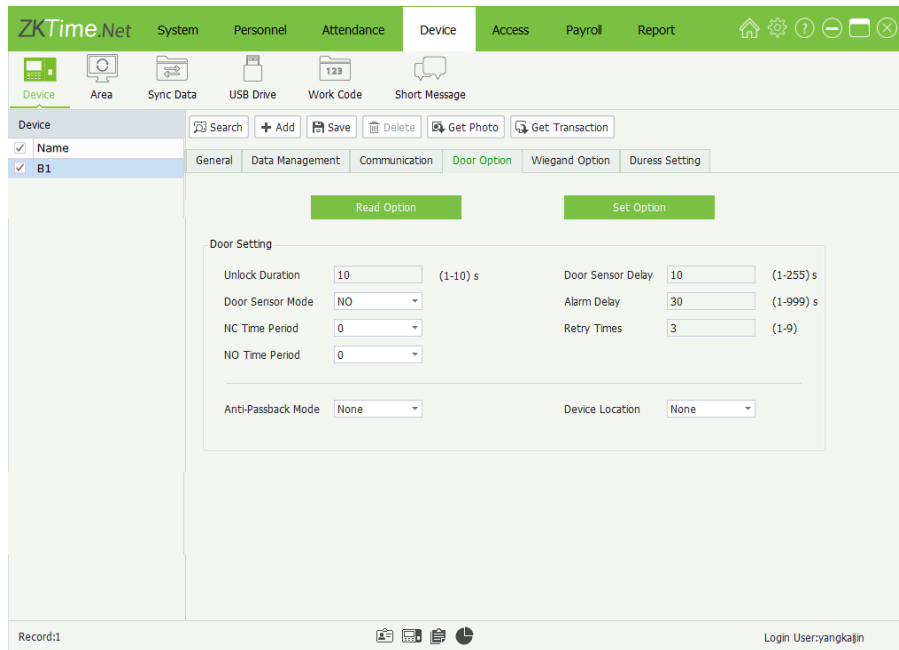 ZKTime.Net System Personnel Attendance Device Access Payroll Report
123
Device Area Sync Data USB Drive Work Code Short Message
Device
Search Add Save Delete Get Photo Get Transaction
Name
General Data Management Communication Door Option Wiegand Option Duress Setting
B1
Read Option Set Option
Door Setting
Unlock Duration 10 (1-10) s Door Sensor Delay 10 (1-255) s
Door Sensor Mode NO Alarm Delay 30 (1-999) s
NC Time Period 0 Retry Times 3 (1-9)
NO Time Period 0
Anti-Passback Mode None Device Location None
Record:1 Login User:yangkaijin